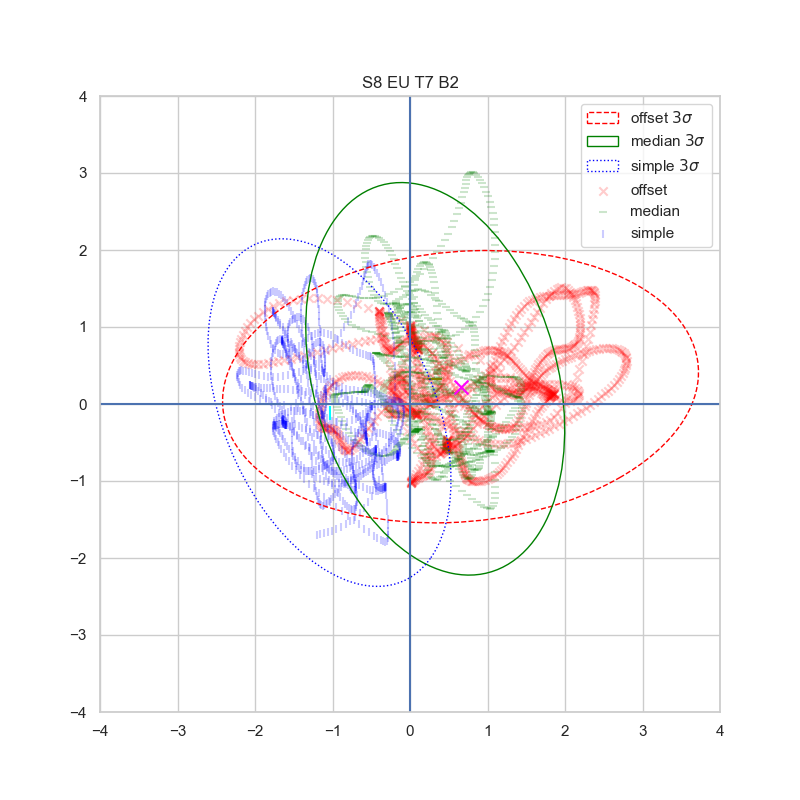 S8 EU T7 B2
offset 3σ
median 3σ
simple 3σ
offset
median
simple
4
3
2
1
0
−1
−2
−3
−4
−4 −3 −2 −1 0 1 2 3 4